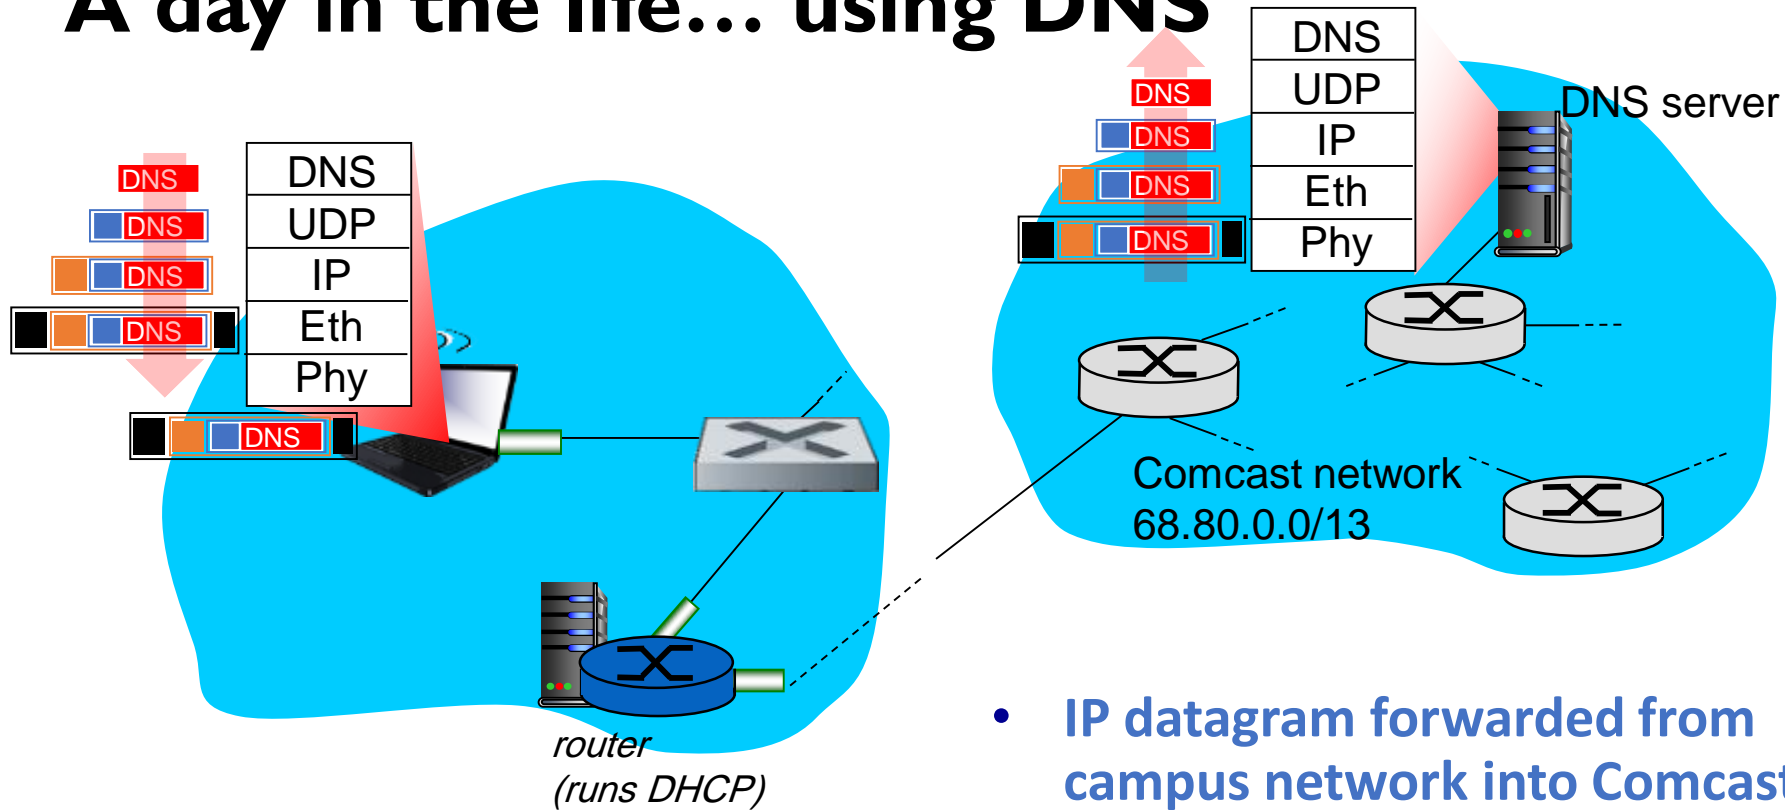 A day in the life… using DNS
DNS
UDP
IP
Eth
Phy
DNS
DNS
DNS
DNS
DNS server
DNS
UDP
IP
Eth
Phy
DNS
DNS
DNS
DNS
DNS
Comcast network
68.80.0.0/13
router
(runs DHCP)
• IP datagram forwarded from
campus network into Comcast